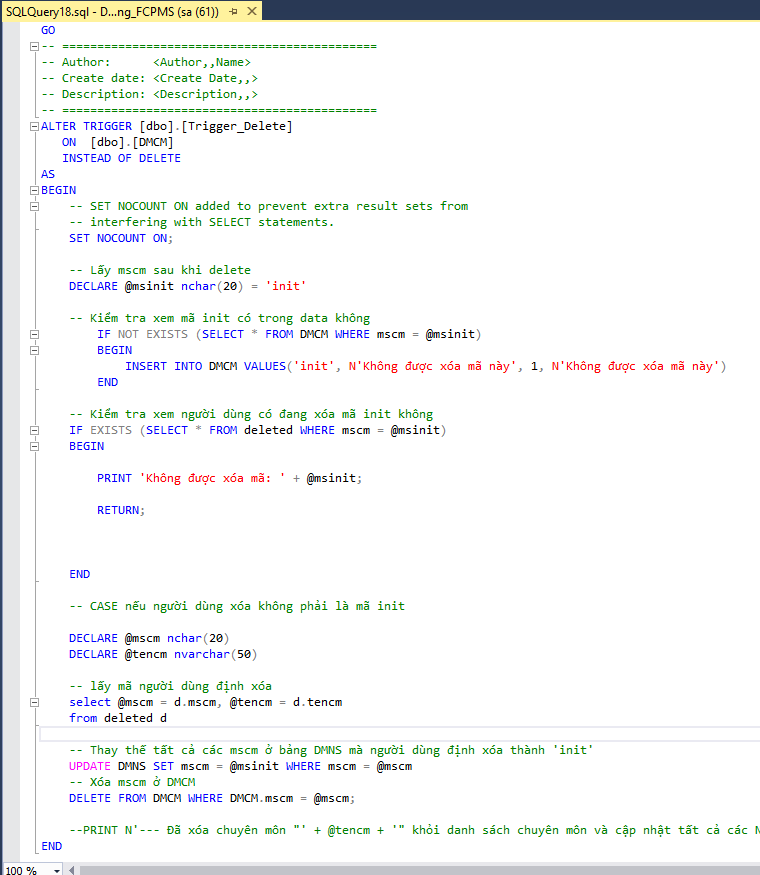 SQLQuery18.sql - D...ng_FCPMS (sa (61))
GO
-- =============================================
-- Author:      <Author,,Name>
-- Create date: <Create Date,,>
-- Description: <Description,,>
-- =============================================
ALTER TRIGGER [dbo].[Trigger_Delete]
ON  [dbo].[DMCM]
INSTEAD OF DELETE
AS
BEGIN
-- SET NOCOUNT ON added to prevent extra result sets from
-- interfering with SELECT statements.
SET NOCOUNT ON;
-- Lấy mscm sau khi delete
DECLARE @msinit nchar(20) = 'init'
-- Kiểm tra xem mã init có trong data không
IF NOT EXISTS (SELECT * FROM DMCM WHERE mscm = @msinit)
BEGIN
INSERT INTO DMCM VALUES('init', N'Không được xóa mã này', 1, N'Không được xóa mã này')
END
-- Kiểm tra xem người dùng có đang xóa mã init không
IF EXISTS (SELECT * FROM deleted WHERE mscm = @msinit)
BEGIN
PRINT 'Không được xóa mã: ' + @msinit;
RETURN;
END
-- CASE nếu người dùng xóa không phải là mã init
DECLARE @mscm nchar(20)
DECLARE @tencm nvarchar(50)
-- lấy mã người dùng định xóa
select @mscm = d.mscm, @tencm = d.tencm
from deleted d
-- Thay thế tất cả các mscm ở bảng DMNS mà người dùng định xóa thành 'init'
UPDATE DMNS SET mscm = @msinit WHERE mscm = @mscm
-- Xóa mscm ở DMCM
DELETE FROM DMCM WHERE DMCM.mscm = @mscm;
--PRINT N'--- Đã xóa chuyên môn "' + @tencm + '" khỏi danh sách chuyên môn và cập nhật tất cả các N
END
100 %